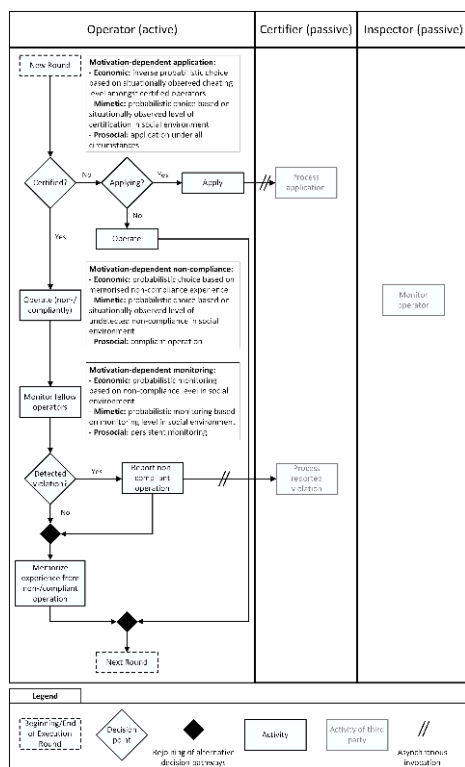 Operator (active)
Certifier (passive)
Inspector (passive)
New Round
Motivation-dependent application:
- Economic: inverse probabilistic choice
based on situationally observed cheating
level amongst certified operators
Mimetic: probabilistic choice based on
situationally observed level of
certification in social environment
- Prosocial: application under all
circumstances
Certified?
No
Applying?
Yes
Apply
Process
application
No
Yes
Operate
Operate (non-/
compliantly)
Motivation-dependent non-compliance:
- Economic: probabilistic choice based on
memorised non-compliance experience
Mimetic: probabilistic choice based on
situationally observed level of
undetected non-compliance in social
environment
Prosocial: compliant operation
Monitor
operator
Monitor fellow
operators
Motivation-dependent monitoring:
- Economic: probabilistic monitoring
based on non-compliance level in social
environment
- Mimetic: probabilistic monitoring based
on monitoring level in social environment
- Prosocial: persistent monitoring
Detected
violation?
Yes
Report non
compliant
operation
Process
reported
violation
No
Memorize
experience from
non-/compliant
operation
Next Round
Legend
Beginning/End
of Execution
Round
Decision
point
Rejoining of alternative
decision pathways
Activity
Activity of third
party
//
Asynchronous
invocation